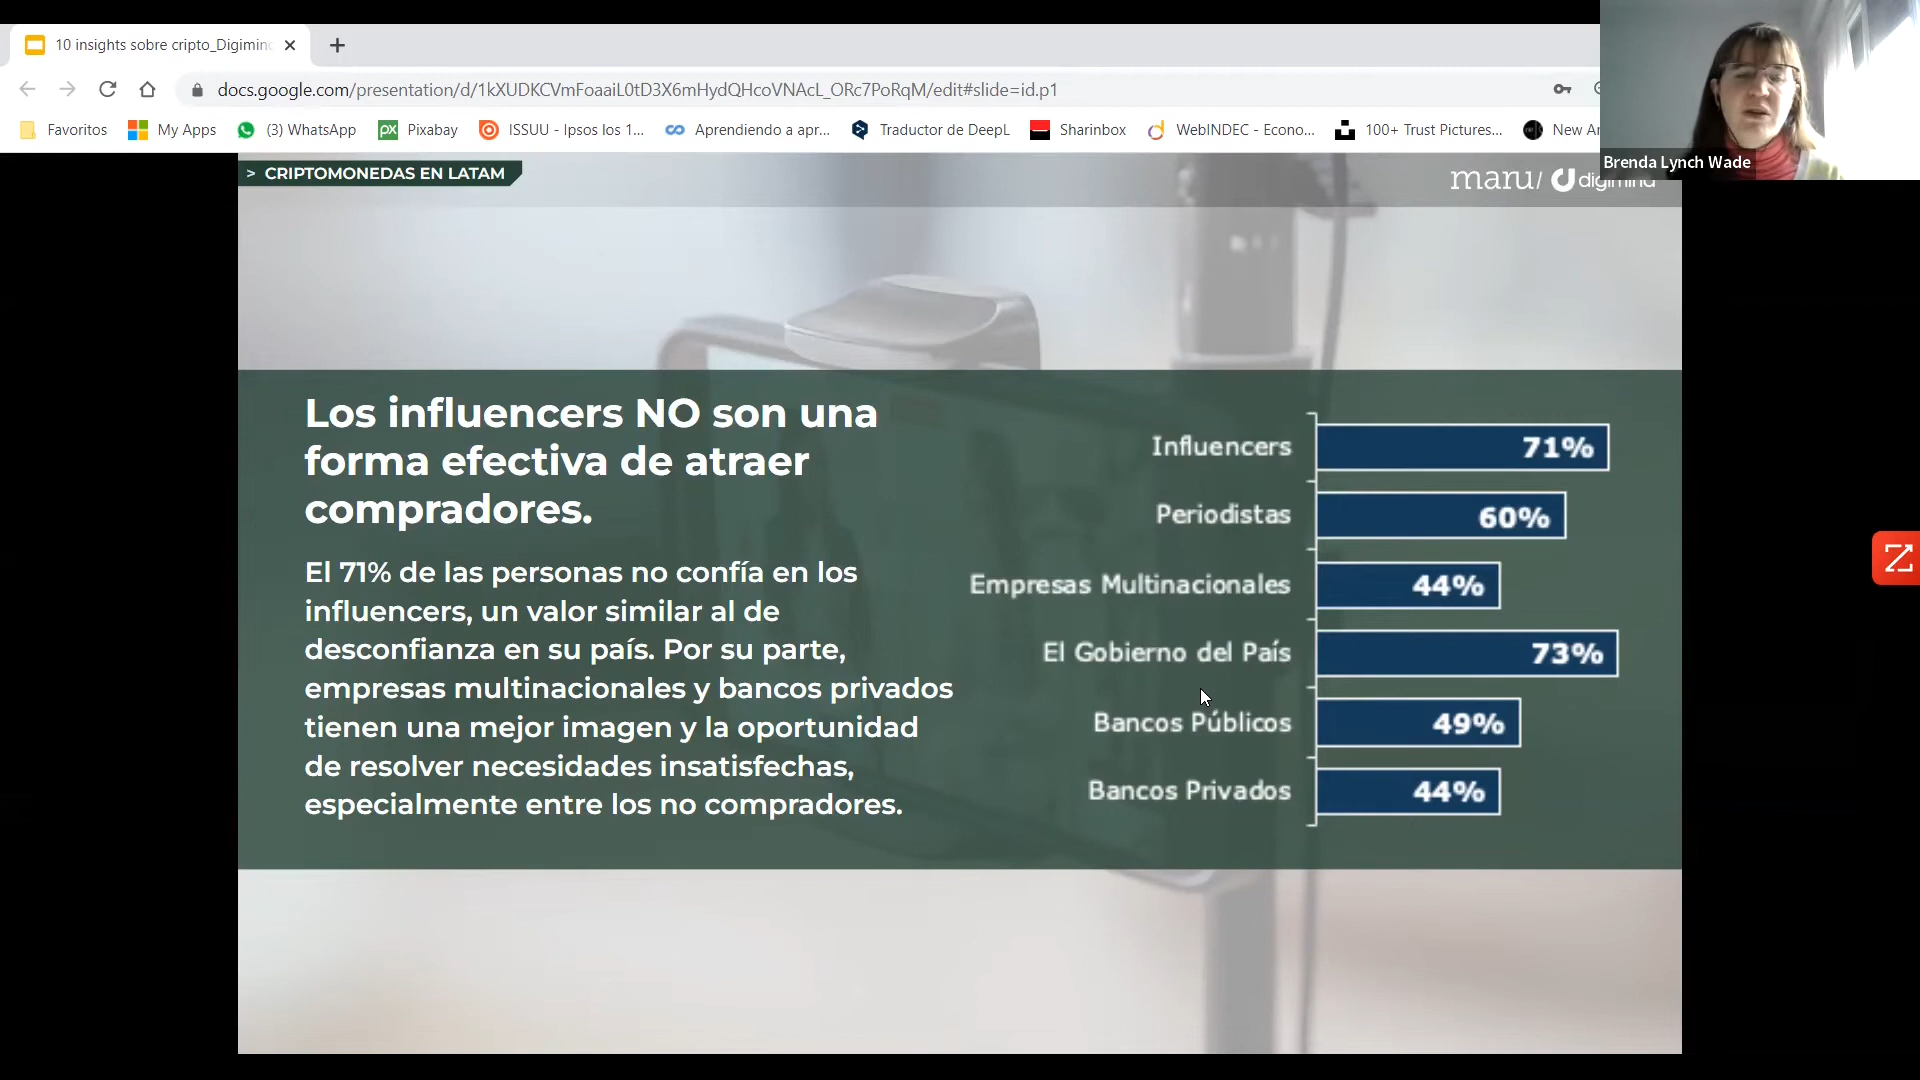 10 insights sobre cripto_Digimind
docs.google.com/presentation/d/1kXUDKCVmFoaaiL0tD3X6mHydQHcoVNAcL_ORc7PoRqM/edit#slide=id.p1
Favoritos
My Apps
(3) WhatsApp
px Pixabay
ISSUU - Ipsos los 1...
Aprendiendo a apr...
Traductor de DeepL
Sharinbox
WebINDEC - Econo...
100+ Trust Pictures...
New Ar
Brenda Lynch Wade
> CRIPTOMONEDAS EN LATAM
maru/ digimind
Los influencers NO son una
forma efectiva de atraer
compradores.
El 71% de las personas no confía en los
influencers, un valor similar al de
desconfianza en su país. Por su parte,
empresas multinacionales y bancos privados
tienen una mejor imagen y la oportunidad
de resolver necesidades insatisfechas,
especialmente entre los no compradores.
Influencers 71%
Periodistas 60%
Empresas Multinacionales 44%
El Gobierno del País 73%
Bancos Públicos 49%
Bancos Privados 44%